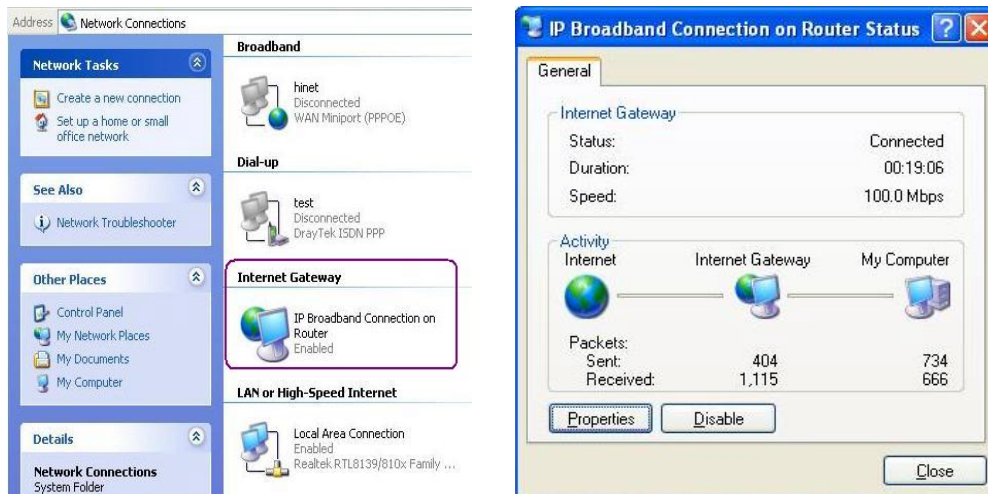 Address Network Connections
Network Tasks
Create a new connection
Set up a home or small
office network
See Also
Network Troubleshooter
Other Places
Control Panel
My Network Places
My Documents
My Computer
Details
Network Connections
System Folder
Broadband
hinet
Disconnected
WAN Miniport (PPPOE)
Dial-up
test
Disconnected
DrayTek ISDN PPP
Internet Gateway
IP Broadband Connection on
Router
Enabled
LAN or High-Speed Internet
Local Area Connection
Enabled
Realtek RTL8139/810x Family ...
IP Broadband Connection on Router Status ?
General
Internet Gateway
Status: Connected
Duration: 00:19:06
Speed: 100.0 Mbps
Activity
Internet Internet Gateway My Computer
Packets:
Sent: 404 734
Received: 1,115 666
Properties Disable
Close